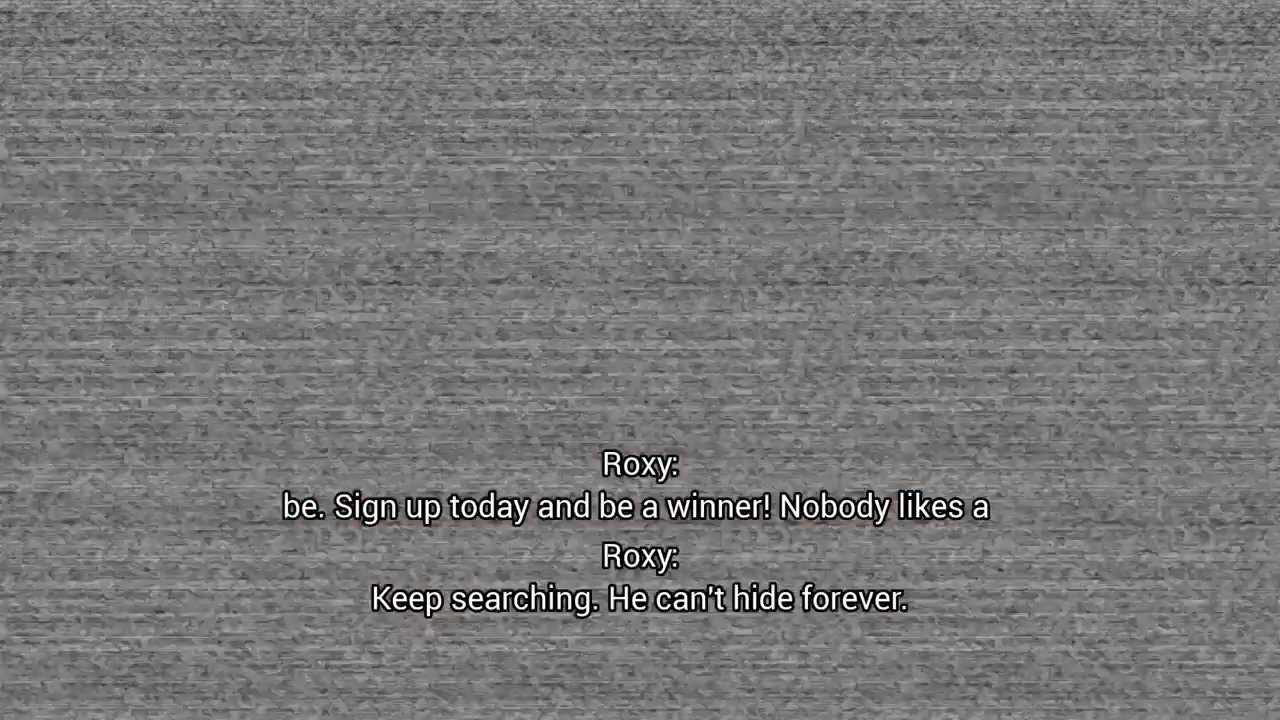 Roxy:
be. Sign up today and be a winner! Nobody likes a
Roxy:
Keep searching. He can't hide forever.